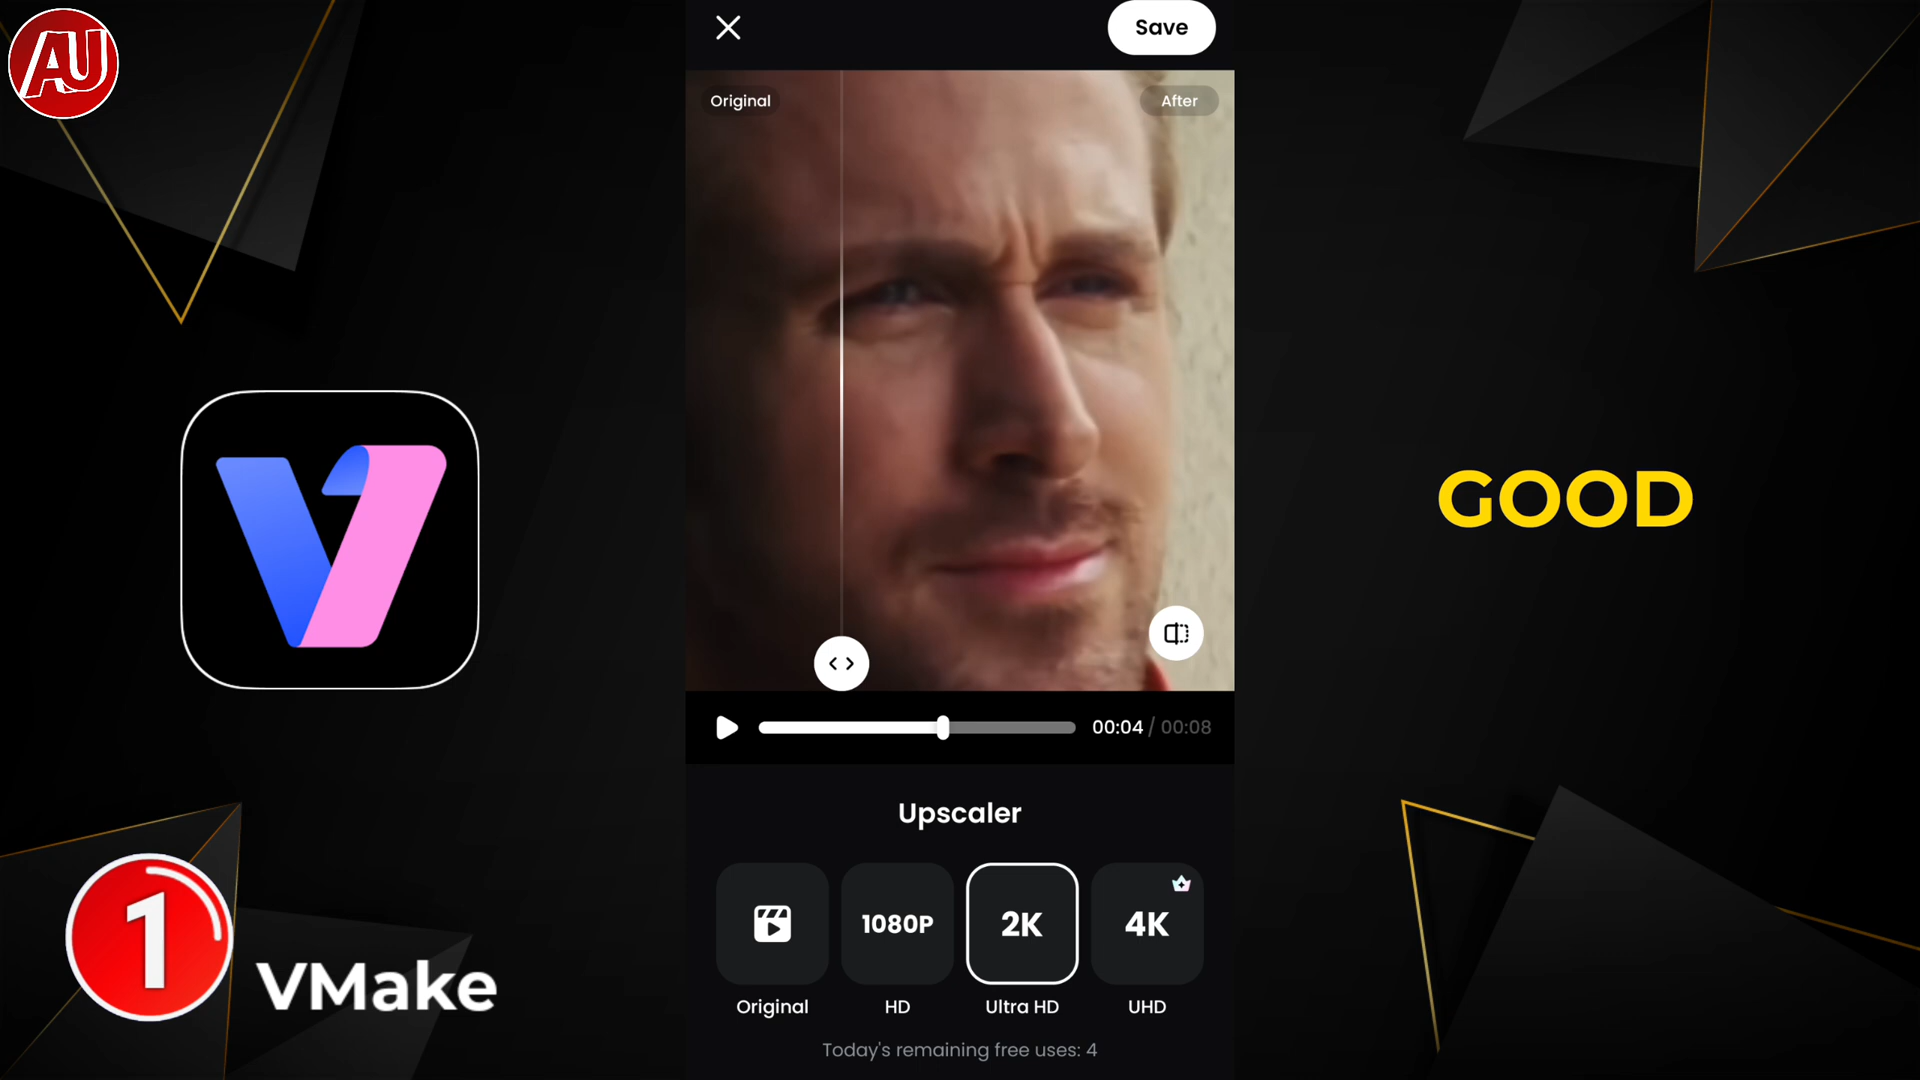 AU
Save
Original
After
GOOD
00:04 / 00:08
Upscaler
1080P
2K
4K
Original
HD
Ultra HD
UHD
Today's remaining free uses: 4
1
VMake